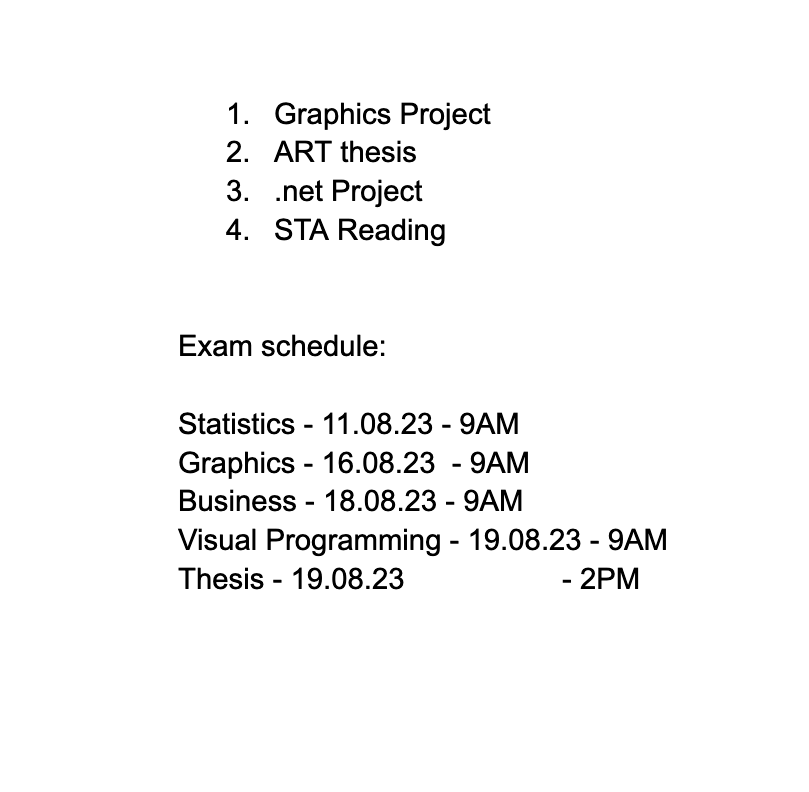 1. Graphics Project
2. ART thesis
3. .net Project
4. STA Reading
Exam schedule:
Statistics - 11.08.23 - 9AM
Graphics - 16.08.23  - 9AM
Business - 18.08.23 - 9AM
Visual Programming - 19.08.23 - 9AM
Thesis - 19.08.23 - 2PM